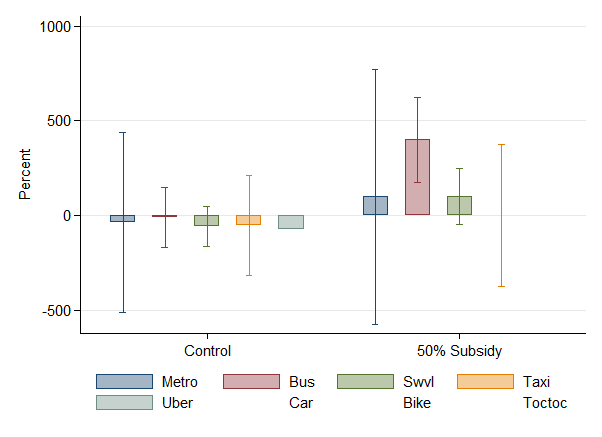 1000
500
Percent
0
-500
Control 50% Subsidy
Metro Bus Swvl Taxi
Uber Car Bike Toctoc